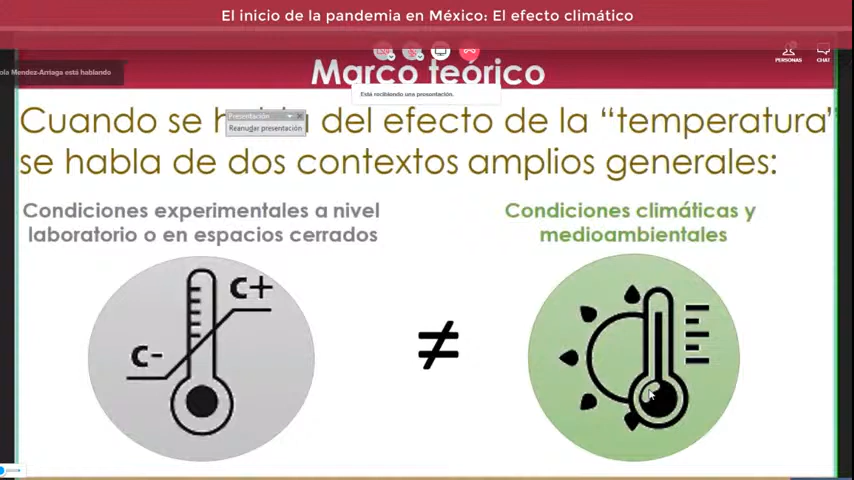 El inicio de la pandemia en México: El efecto climático
Mendez-Arriaga está hablando
Marco teórico
PERSONAS
CHAT
Está recibiendo una presentación.
Presentación
Reanudar presentación
Cuando se del efecto de la “temperatura”
se habla de dos contextos amplios generales:
Condiciones experimentales a nivel
laboratorio o en espacios cerrados
Condiciones climáticas y
medioambientales
C+
C-
≠